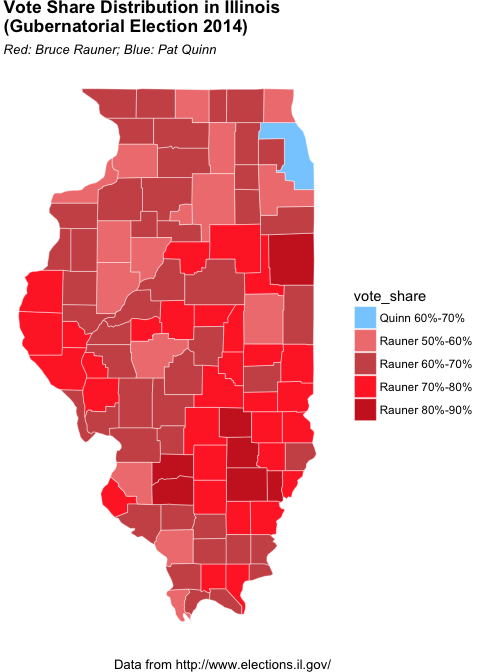 Vote Share Distribution in Illinois
(Gubernatorial Election 2014)
Red: Bruce Rauner; Blue: Pat Quinn
vote_share
Quinn 60%-70%
Rauner 50%-60%
Rauner 60%-70%
Rauner 70%-80%
Rauner 80%-90%
Data from http://www.elections.il.gov/